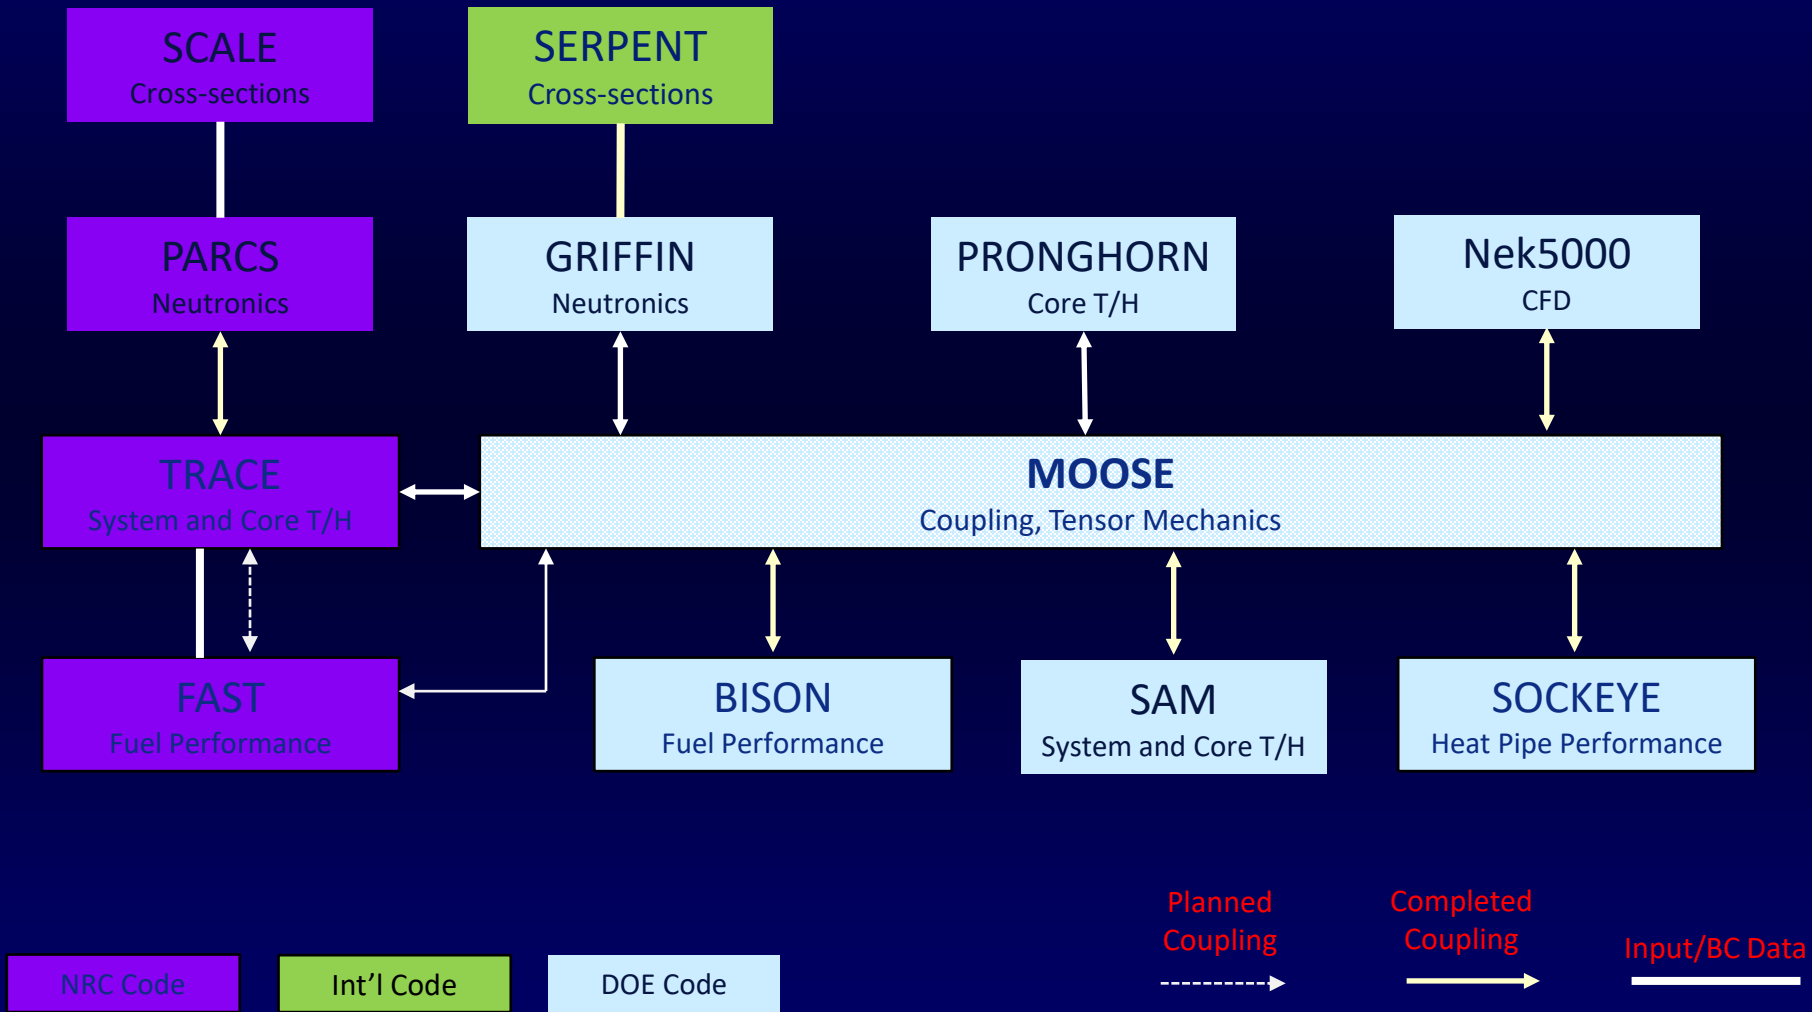 SCALE
Cross-sections
SERPENT
Cross-sections
PARCS
Neutronics
GRIFFIN
Neutronics
PRONGHORN
Core T/H
Nek5000
CFD
TRACE
System and Core T/H
MOOSE
Coupling, Tensor Mechanics
FAST
Fuel Performance
BISON
Fuel Performance
SAM
System and Core T/H
SOCKEYE
Heat Pipe Performance
Planned
Coupling
Completed
Coupling
Input/BC Data
NRC Code
Int’l Code
DOE Code